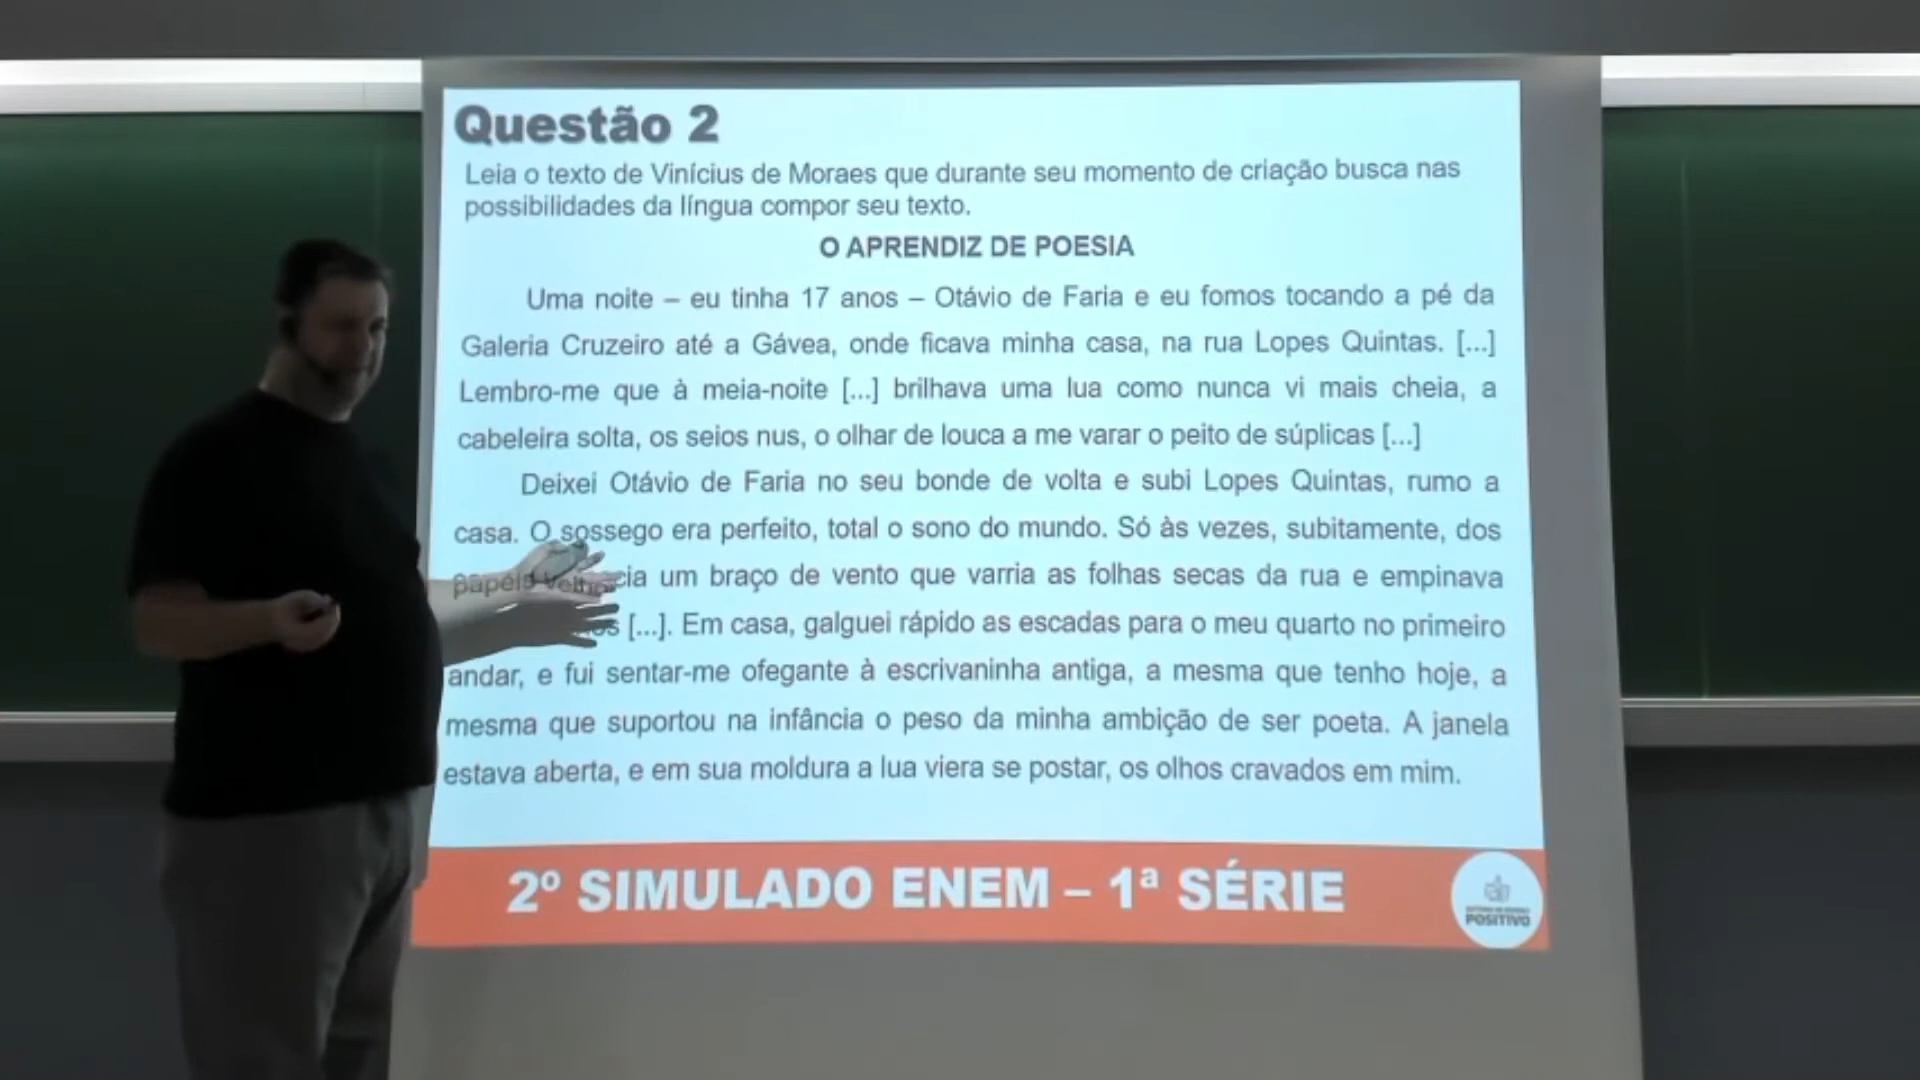 Questão 2
Leia o texto de Vinícius de Moraes que durante seu momento de criação busca nas
possibilidades da língua compor seu texto.
O APRENDIZ DE POESIA
Uma noite – eu tinha 17 anos – Otávio de Faria e eu fomos tocando a pé da
Galeria Cruzeiro até a Gávea, onde ficava minha casa, na rua Lopes Quintas. [...]
Lembro-me que à meia-noite [...] brilhava uma lua como nunca vi mais cheia, a
cabeleira solta, os seios nus, o olhar de louca a me varar o peito de súplicas [...]
Deixei Otávio de Faria no seu bonde de volta e subi Lopes Quintas, rumo a
casa. O sossego era perfeito, total o sono do mundo. Só às vezes, subitamente, dos
um braço de vento que varria as folhas secas da rua e empinava
papéis
[...]. Em casa, galguei rápido as escadas para o meu quarto no primeiro
andar, e fui sentar-me ofegante à escrivaninha antiga, a mesma que tenho hoje, a
mesma que suportou na infância o peso da minha ambição de ser poeta. A janela
estava aberta, e em sua moldura a lua viera se postar, os olhos cravados em mim.
2º SIMULADO ENEM – 1ª SÉRIE
POSITIVO